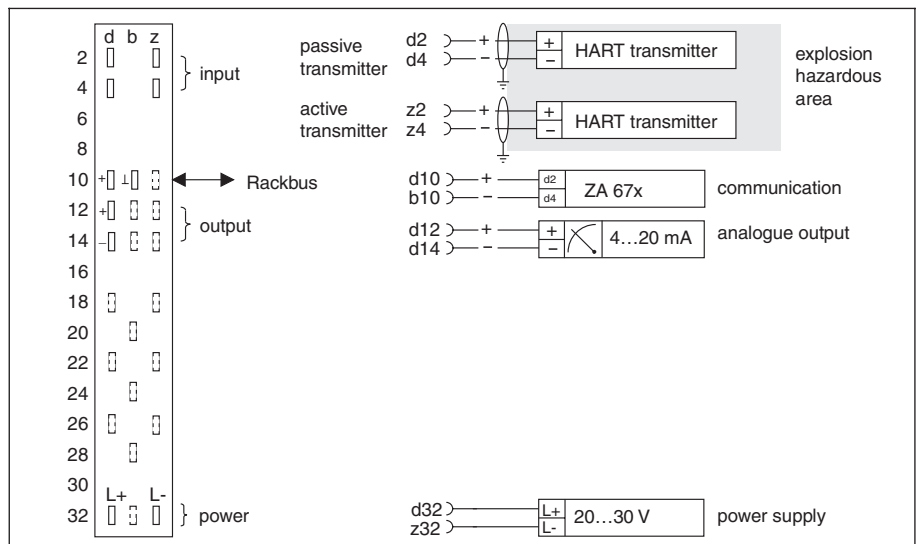 d b z
2
4
input
6
8
10 + ⊥ Rackbus
12 +
14 –
output
16
18
20
22
24
26
28
30
L+ L-
32 power
passive
transmitter
d2 + + HART transmitter
d4 – –
explosion
hazardous
area
active
transmitter
z2 + + HART transmitter
z4 – –
d10 + d2 ZA 67x communication
b10 – d4
d12 + + 4...20 mA analogue output
d14 – –
d32 L+ 20...30 V power supply
z32 L-